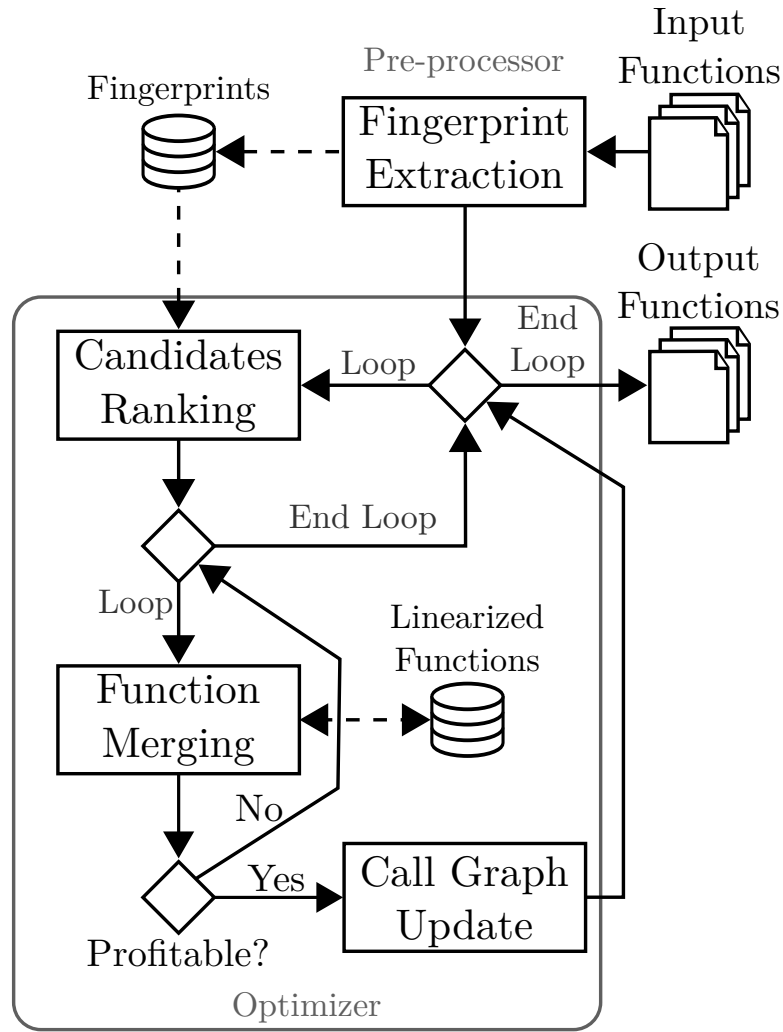 Input
Functions
Pre-processor
Fingerprints
Fingerprint
Extraction
Output
Functions
End
Loop
Loop
Candidates
Ranking
End Loop
Loop
Linearized
Functions
Function
Merging
No
Yes
Call Graph
Update
Profitable?
Optimizer